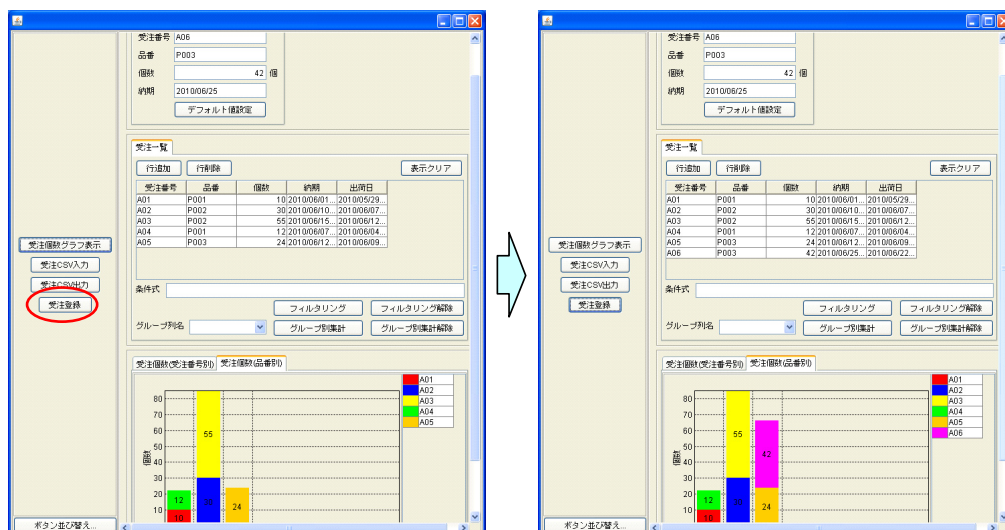 受注番号 A06
品番 P003
個数 42 個
納期 2010/06/25
デフォルト値設定
受注一覧
行追加 行削除 表示クリア
受注番号 品番 個数 納期 出荷日
A01 P001 10 2010/06/01... 2010/05/29...
A02 P002 30 2010/06/10... 2010/06/07...
A03 P002 55 2010/06/15... 2010/06/12...
A04 P001 12 2010/06/07... 2010/06/04...
A05 P003 24 2010/06/12... 2010/06/09...
受注個数グラフ表示
受注CSV入力
受注CSV出力
受注登録
条件式
フィルタリング フィルタリング解除
グループ列名 グループ別集計 グループ別集計解除
受注個数(受注番号別) 受注個数(品番別)
A01
A02
A03
A04
A05
個数
80
70
60
50
40
30
20
10
55
12
10
30
24
ボタン並び替え...
受注番号 A06
品番 P003
個数 42 個
納期 2010/06/25
デフォルト値設定
受注一覧
行追加 行削除 表示クリア
受注番号 品番 個数 納期 出荷日
A01 P001 10 2010/06/01... 2010/05/29...
A02 P002 30 2010/06/10... 2010/06/07...
A03 P002 55 2010/06/15... 2010/06/12...
A04 P001 12 2010/06/07... 2010/06/04...
A05 P003 24 2010/06/12... 2010/06/09...
A06 P003 42 2010/06/25... 2010/06/22...
受注個数グラフ表示
受注CSV入力
受注CSV出力
受注登録
条件式
フィルタリング フィルタリング解除
グループ列名 グループ別集計 グループ別集計解除
受注個数(受注番号別) 受注個数(品番別)
A01
A02
A03
A04
A05
A06
個数
80
70
60
50
40
30
20
10
55
42
12
10
30
24
ボタン並び替え...